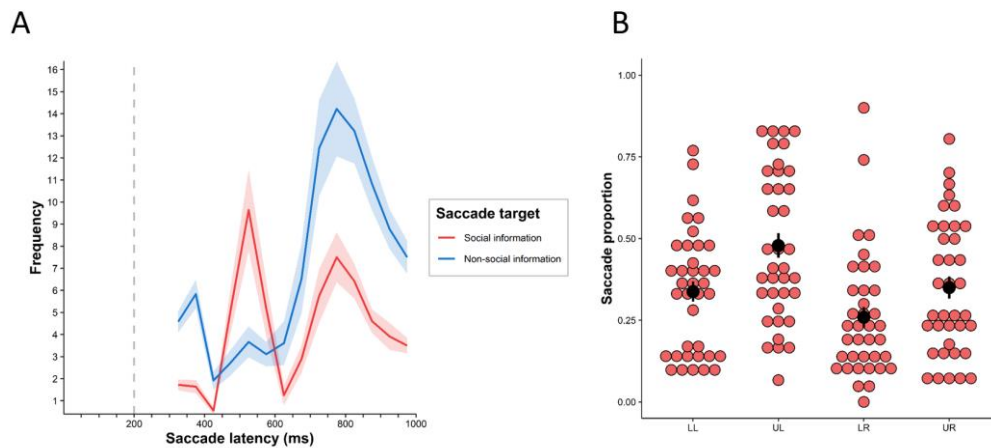 A
16
15
14
13
12
11
10
9
8
7
6
5
4
3
2
1
Frequency
0 200 400 600 800 1000
Saccade latency (ms)
Saccade target
Social information
Non-social information
B
1.00
0.75
0.50
0.25
0.00
Saccade proportion
LL UL LR UR